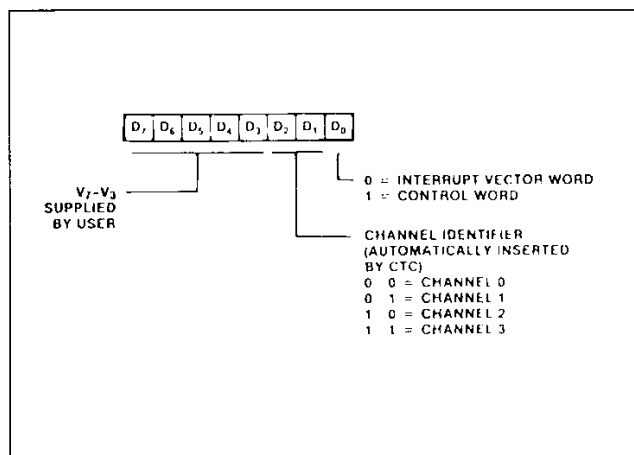 D7 D6 D5 D4 D3 D2 D1 D0
V7-V3
SUPPLIED
BY USER
0 = INTERRUPT VECTOR WORD
1 = CONTROL WORD
CHANNEL IDENTIFIER
(AUTOMATICALLY INSERTED
BY CTC)
0 0 = CHANNEL 0
0 1 = CHANNEL 1
1 0 = CHANNEL 2
1 1 = CHANNEL 3